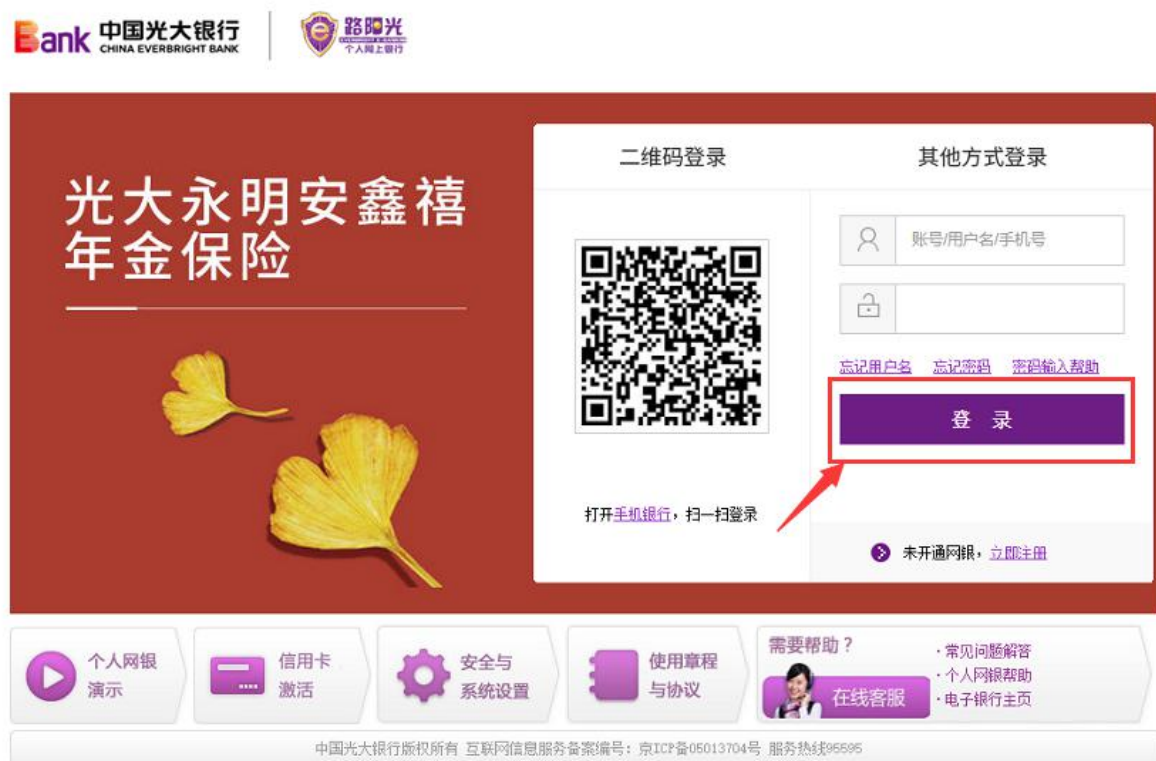 Bank 中国光大银行
CHINA EVERBRIGHT BANK
e路阳光
个人网上银行
光大永明安鑫禧
年金保险
二维码登录
打开手机银行，扫一扫登录
其他方式登录
账号/用户名/手机号
忘记用户名 忘记密码 密码输入帮助
登 录
未开通网银，立即注册
个人网银
演示
信用卡
激活
安全与
系统设置
使用章程
与协议
需要帮助？
在线客服
·常见问题解答
·个人网银帮助
·电子银行主页
中国光大银行版权所有 互联网信息服务备案编号：京ICP备05013704号 服务热线95595